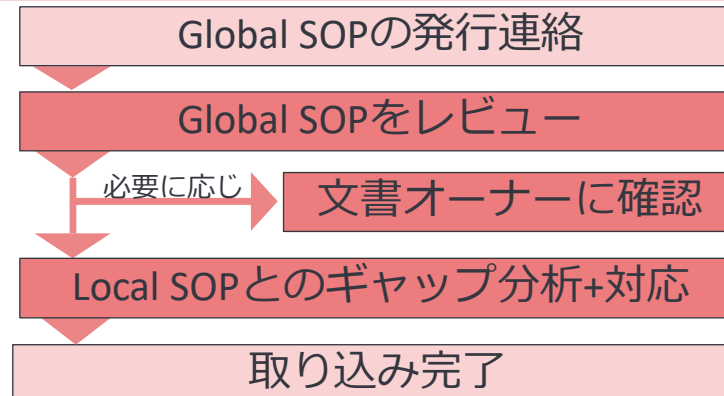 Global SOPの発行連絡
Global SOPをレビュー
必要に応じ
文書オーナーに確認
Local SOPとのギャップ分析+対応
取り込み完了